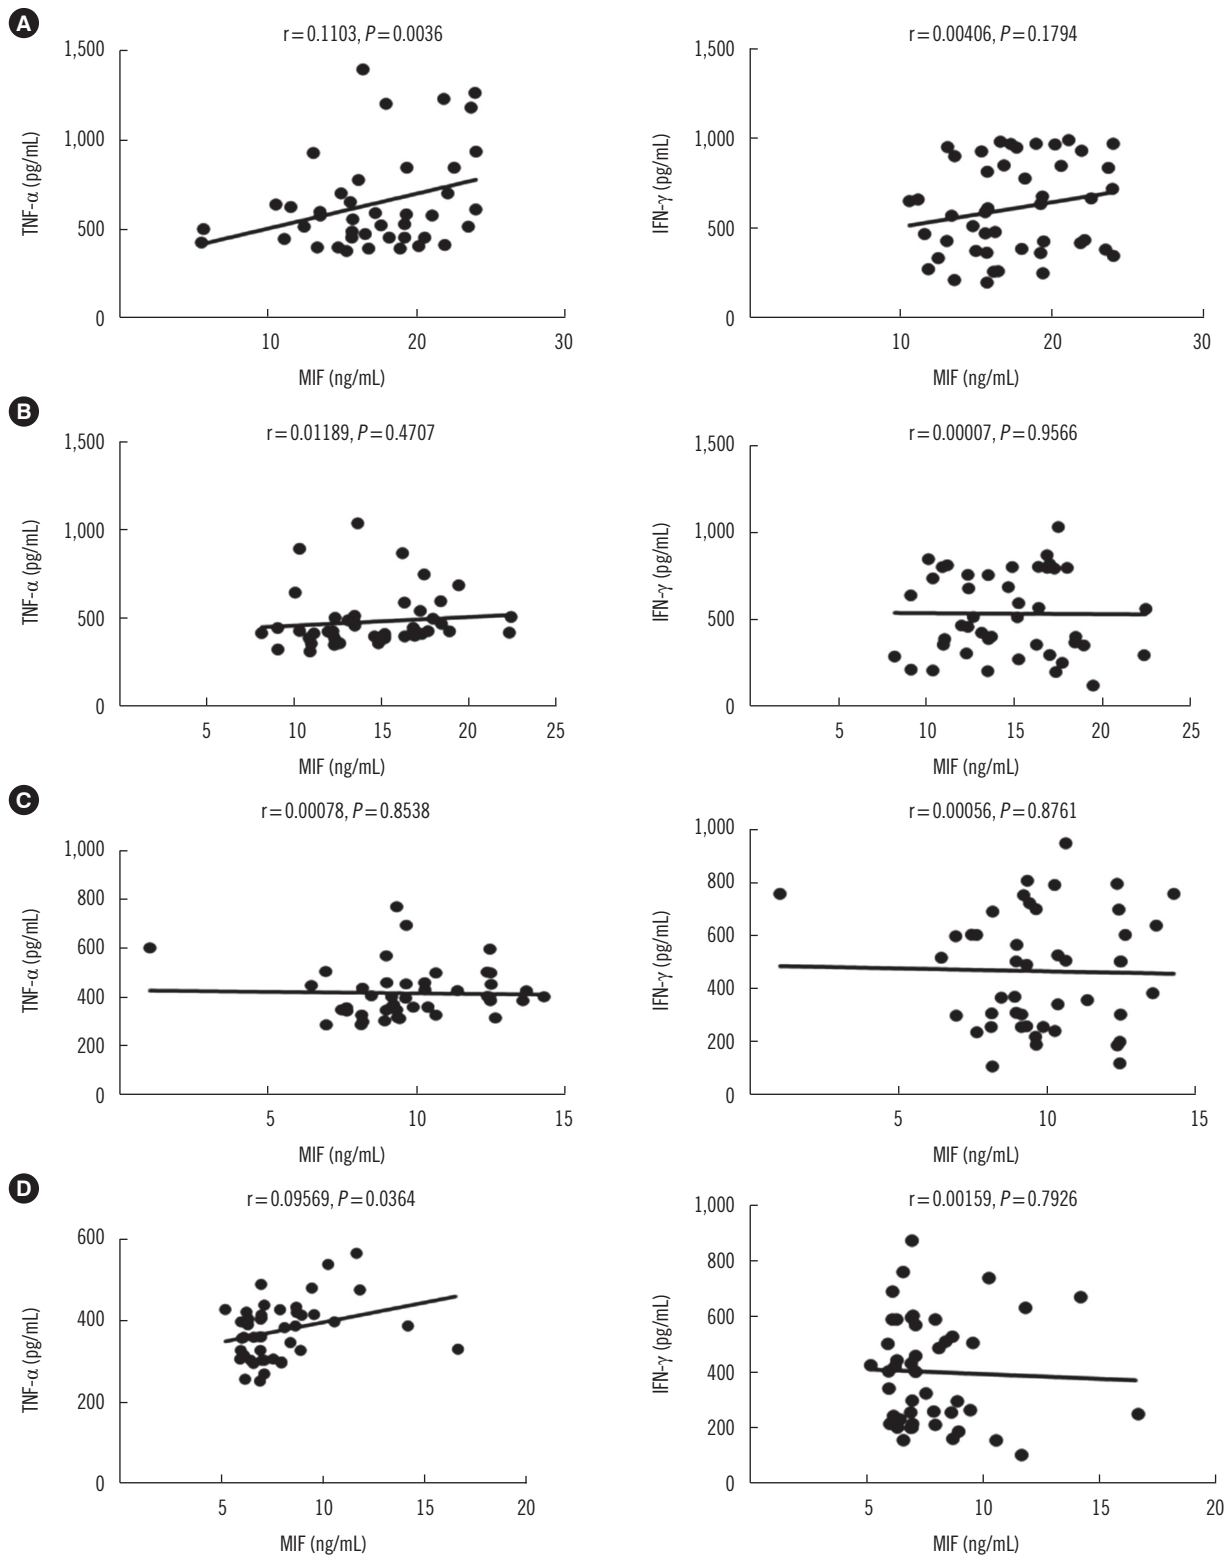 A
r=0.1103, P=0.0036
1,500
1,000
500
0
TNF-α (pg/mL)
10
20
30
MIF (ng/mL)
r=0.00406, P=0.1794
1,500
1,000
500
0
IFN-γ (pg/mL)
10
20
30
MIF (ng/mL)
B
r=0.01189, P=0.4707
1,500
1,000
500
0
TNF-α (pg/mL)
5
10
15
20
25
MIF (ng/mL)
r=0.00007, P=0.9566
1,500
1,000
500
0
IFN-γ (pg/mL)
5
10
15
20
25
MIF (ng/mL)
C
r=0.00078, P=0.8538
1,000
800
600
400
200
0
TNF-α (pg/mL)
5
10
15
MIF (ng/mL)
r=0.00056, P=0.8761
1,000
800
600
400
200
0
IFN-γ (pg/mL)
5
10
15
MIF (ng/mL)
D
r=0.09569, P=0.0364
600
400
200
0
TNF-α (pg/mL)
5
10
15
20
MIF (ng/mL)
r=0.00159, P=0.7926
1,000
800
600
400
200
0
IFN-γ (pg/mL)
5
10
15
20
MIF (ng/mL)